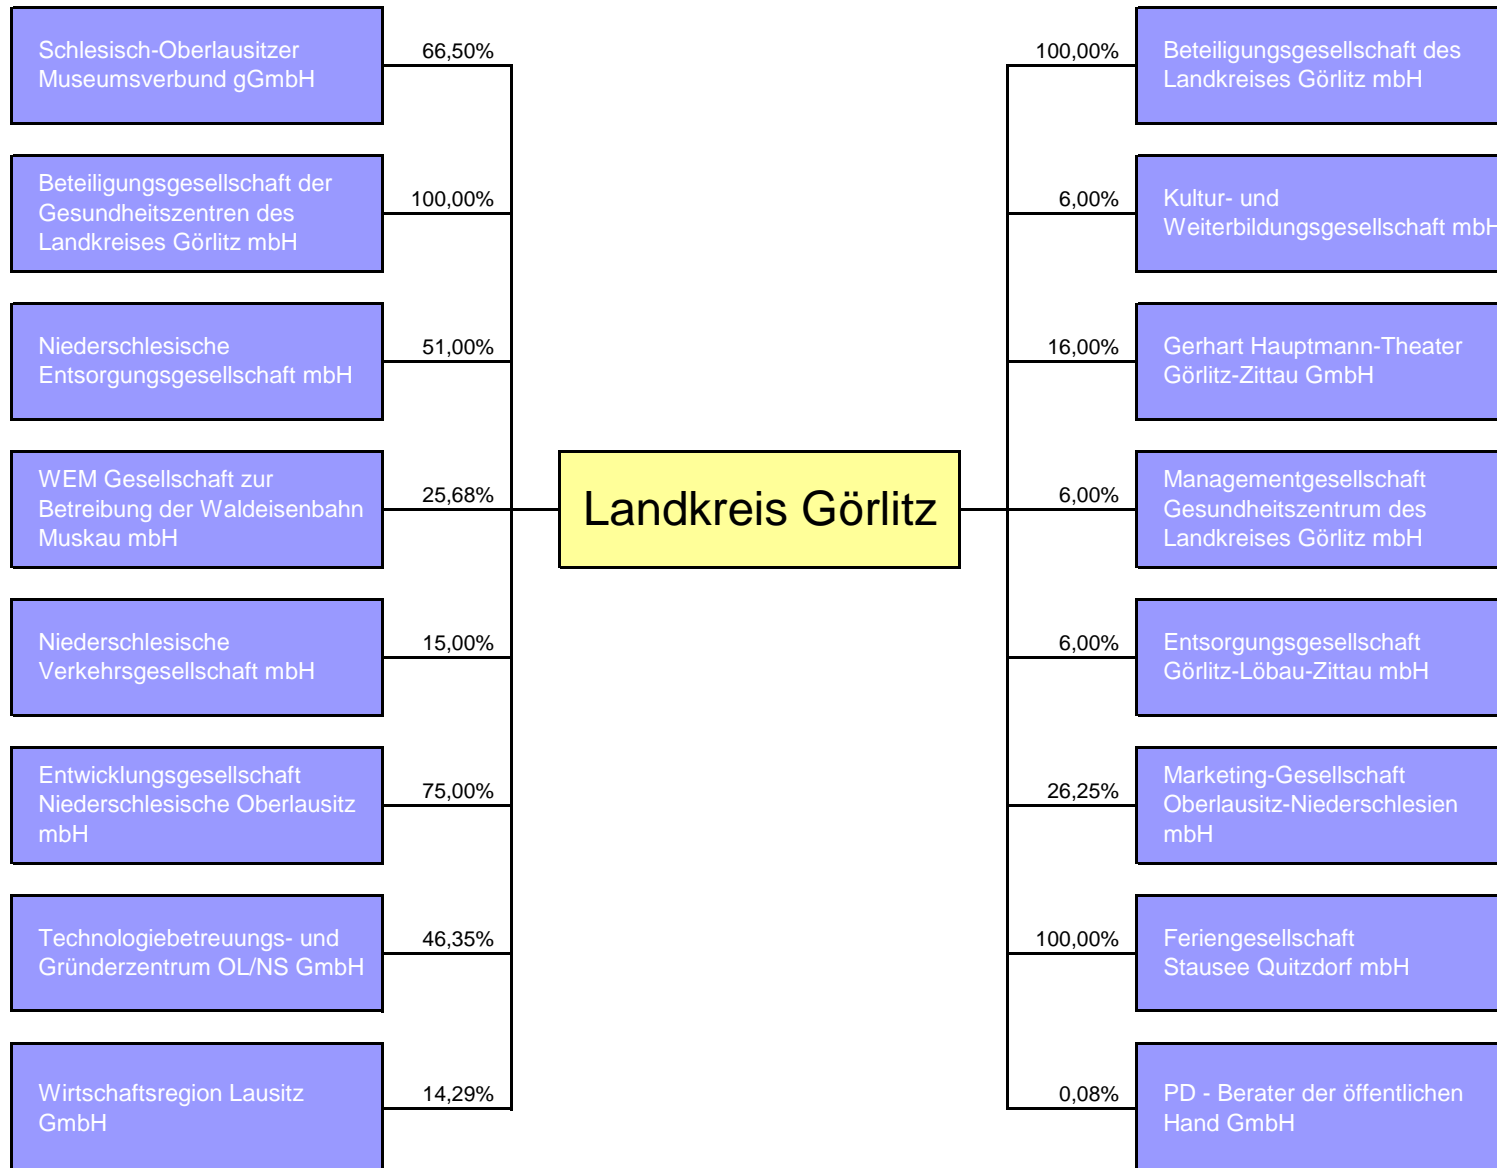 Schlesisch-Oberlausitzer
Museumsverbund gGmbH
66,50%
Beteiligungsgesellschaft der
Gesundheitszentren des
Landkreises Görlitz mbH
100,00%
Niederschlesische
Entsorgungsgesellschaft mbH
51,00%
WEM Gesellschaft zur
Betreibung der Waldeisenbahn
Muskau mbH
25,68%
Niederschlesische
Verkehrsgesellschaft mbH
15,00%
Entwicklungsgesellschaft
Niederschlesische Oberlausitz
mbH
75,00%
Technologiebetreuungs- und
Gründerzentrum OL/NS GmbH
46,35%
Wirtschaftsregion Lausitz
GmbH
14,29%
Landkreis Görlitz
100,00%
Beteiligungsgesellschaft des
Landkreises Görlitz mbH
6,00%
Kultur- und
Weiterbildungsgesellschaft mbH
16,00%
Gerhart Hauptmann-Theater
Görlitz-Zittau GmbH
6,00%
Managementgesellschaft
Gesundheitszentrum des
Landkreises Görlitz mbH
6,00%
Entsorgungsgesellschaft
Görlitz-Löbau-Zittau mbH
26,25%
Marketing-Gesellschaft
Oberlausitz-Niederschlesien
mbH
100,00%
Feriengesellschaft
Stausee Quitzdorf mbH
0,08%
PD - Berater der öffentlichen
Hand GmbH